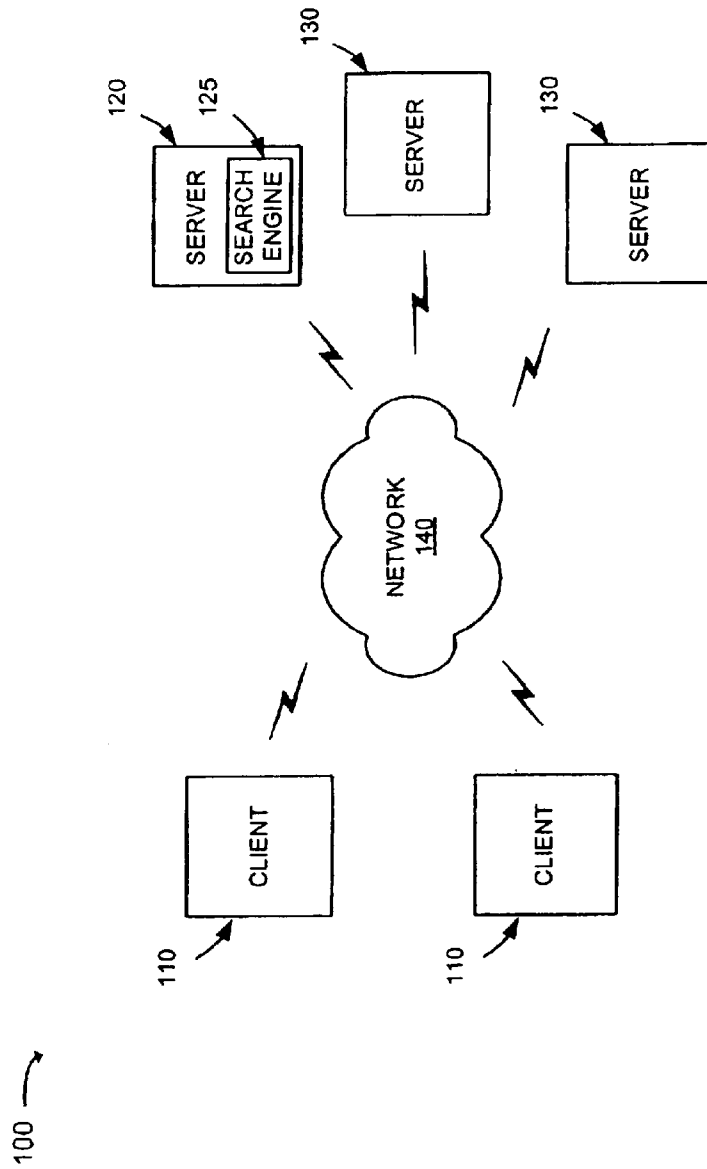 100
110
CLIENT
110
CLIENT
NETWORK
140
120
SERVER
125
SEARCH
ENGINE
130
SERVER
130
SERVER